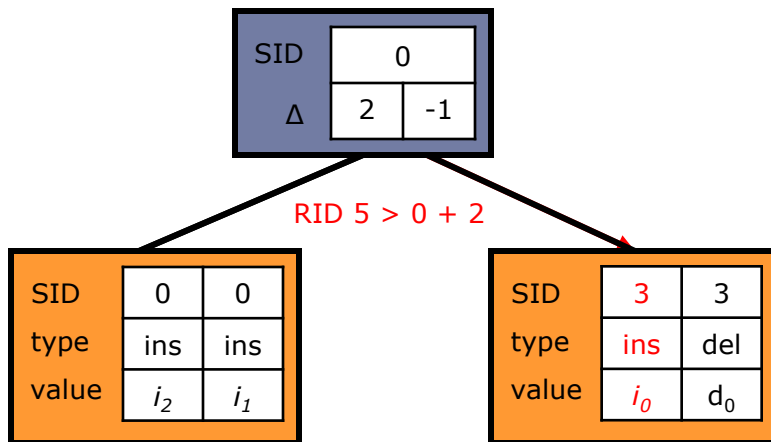 SID 0
Δ 2 -1
RID 5 > 0 + 2
SID 0 0
type ins ins
value i₂ i₁
SID 3 3
type ins del
value i₀ d₀